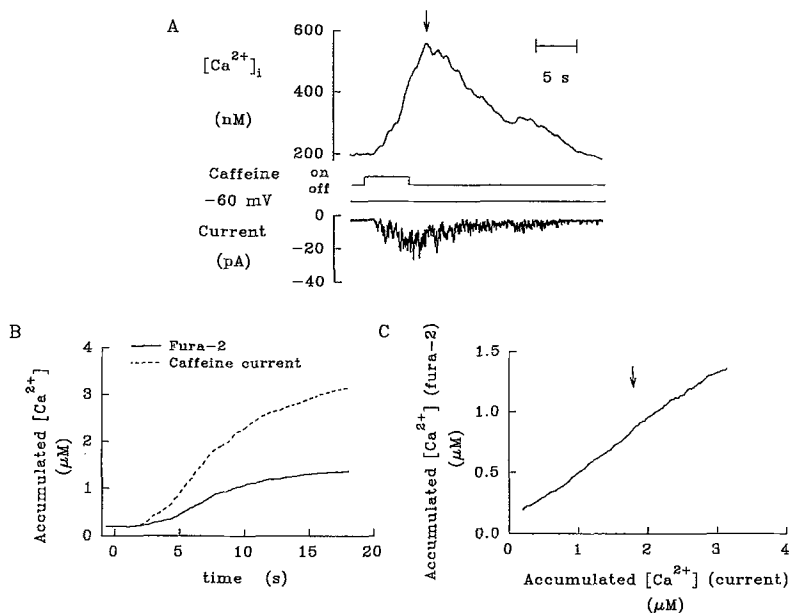 A
600
[Ca2+]i
5 s
400
(nM)
200
Caffeine on
off
-60 mV
0
Current
-20
(pA)
-40
B
Fura-2
Caffeine current
4
3
2
1
0
Accumulated [Ca2+]
(μM)
0 5 10 15 20
time (s)
C
1.5
1.0
0.5
0.0
Accumulated [Ca2+] (fura-2)
(μM)
0 1 2 3 4
Accumulated [Ca2+] (current)
(μM)